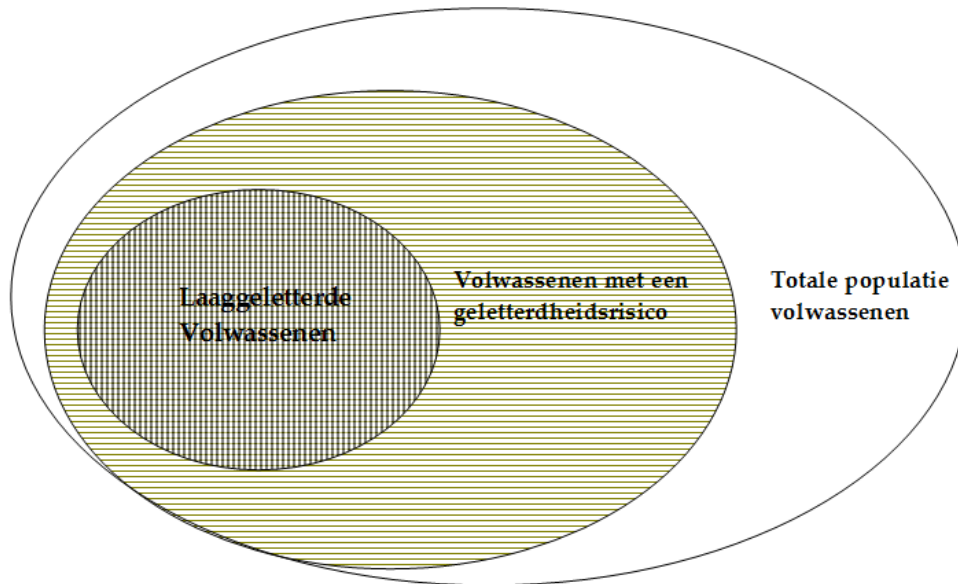 Laaggeletterde
Volwassenen
Volwassenen met een
geletterdheidsrisico
Totale populatie
volwassenen